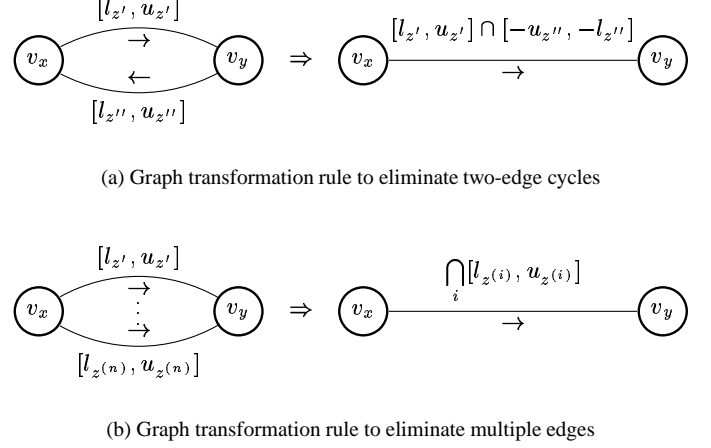 [l_{z'}, u_{z'}]
[l_{z'}, u_{z'}] ∩ [−u_{z''}, −l_{z''}]
→
v_x ← v_y ⇒ v_x → v_y
[l_{z''}, u_{z''}]
(a) Graph transformation rule to eliminate two-edge cycles
[l_{z'}, u_{z'}]
⋂_i [l_{z^{(i)}}, u_{z^{(i)}}]
→
v_x ⋮ v_y ⇒ v_x → v_y
→
[l_{z^{(n)}}, u_{z^{(n)}}]
(b) Graph transformation rule to eliminate multiple edges